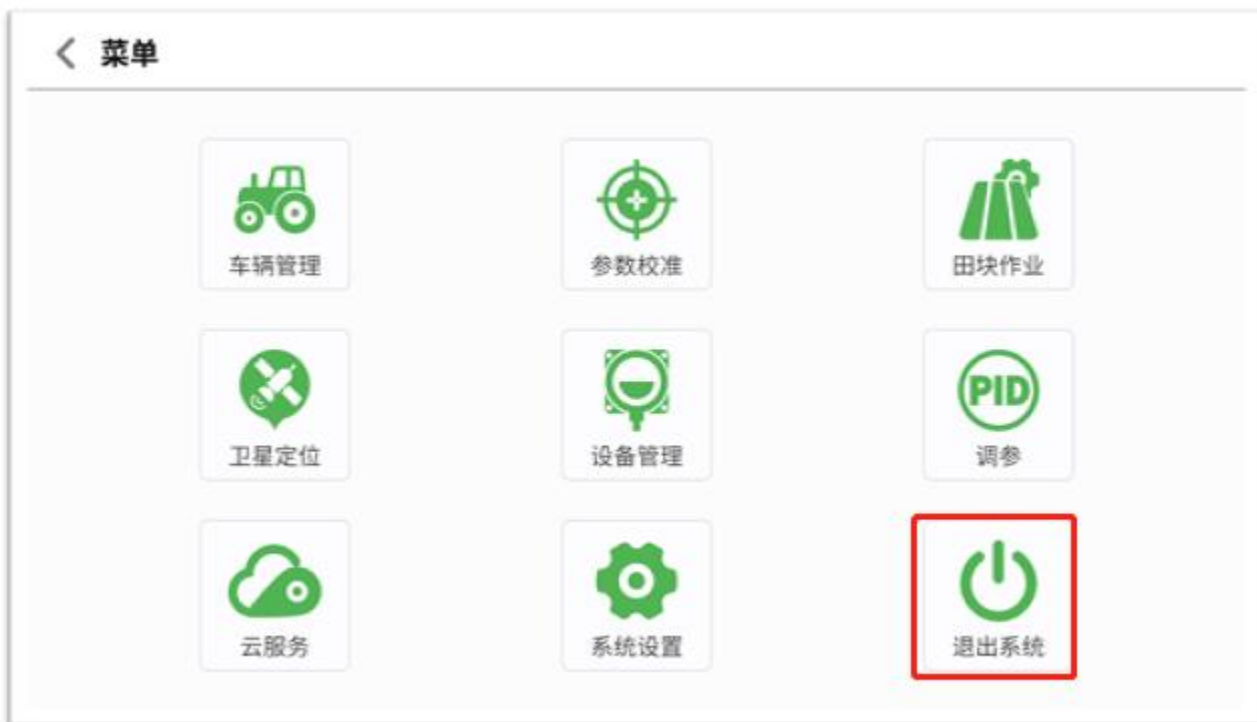 菜单
车辆管理
参数校准
田块作业
卫星定位
设备管理
PID
调参
云服务
系统设置
退出系统